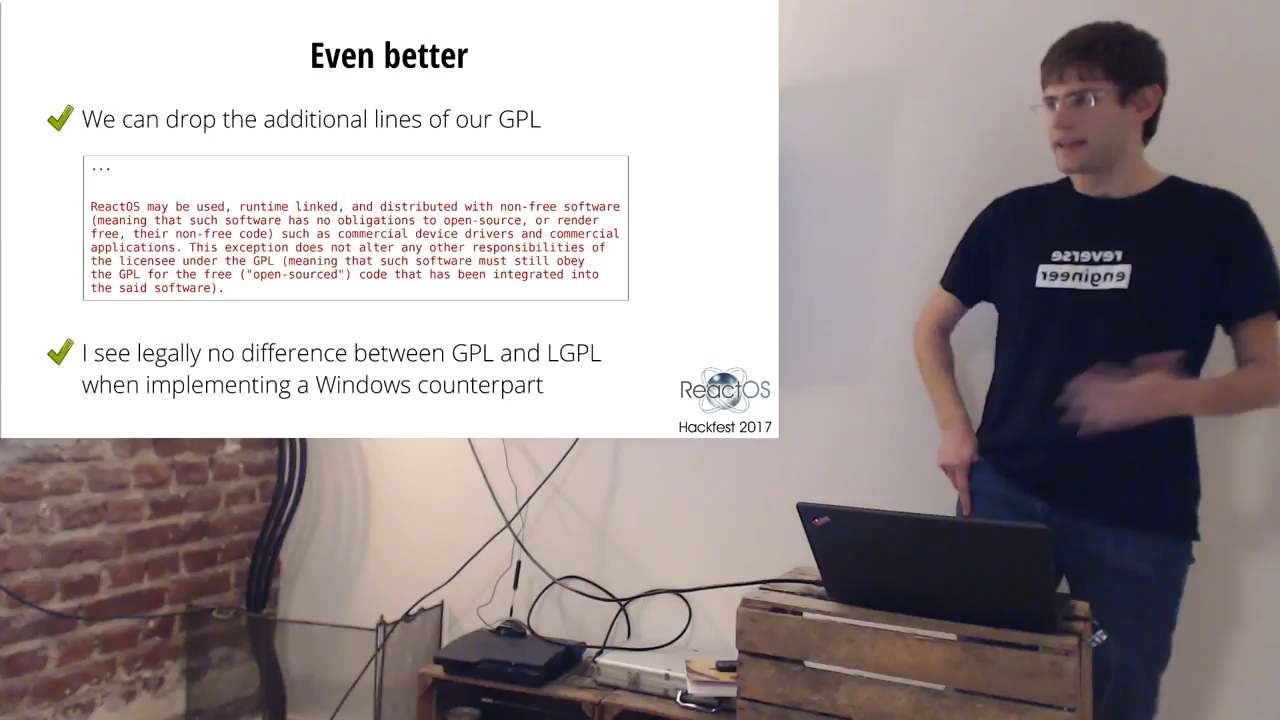 Even better
We can drop the additional lines of our GPL
...
ReactOS may be used, runtime linked, and distributed with non-free software
(meaning that such software has no obligations to open-source, or render
free, their non-free code) such as commercial device drivers and commercial
applications. This exception does not alter any other responsibilities of
the licensee under the GPL (meaning that such software must still obey
the GPL for the free ("open-sourced") code that has been integrated into
the said software).
I see legally no difference between GPL and LGPL
when implementing a Windows counterpart
ReactOS
Hackfest 2017
reverse
engineer